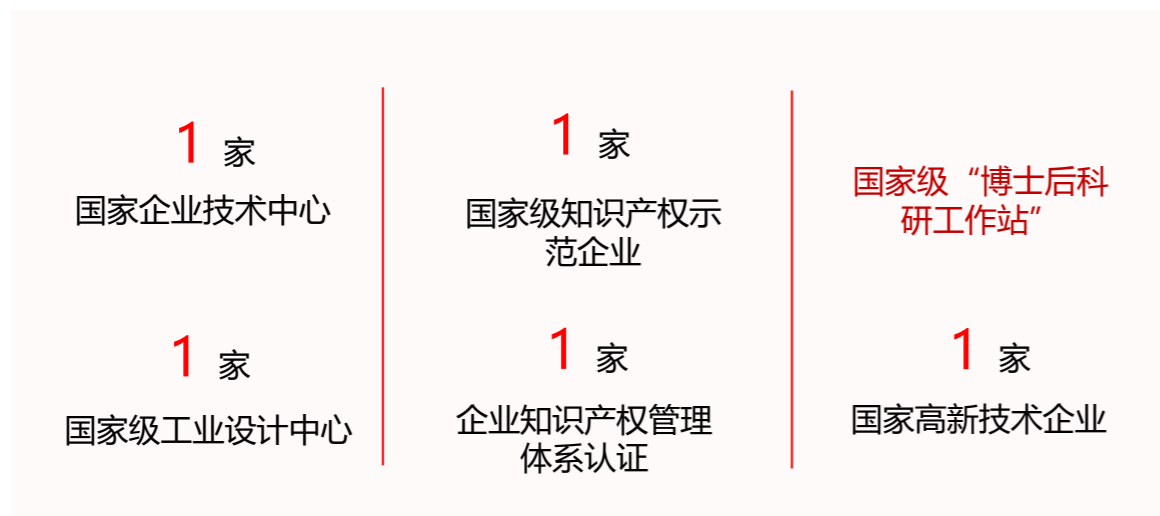 1 家
国家企业技术中心
1 家
国家级知识产权示
范企业
国家级“博士后科
研工作站”
1 家
国家级工业设计中心
1 家
企业知识产权管理
体系认证
1 家
国家高新技术企业